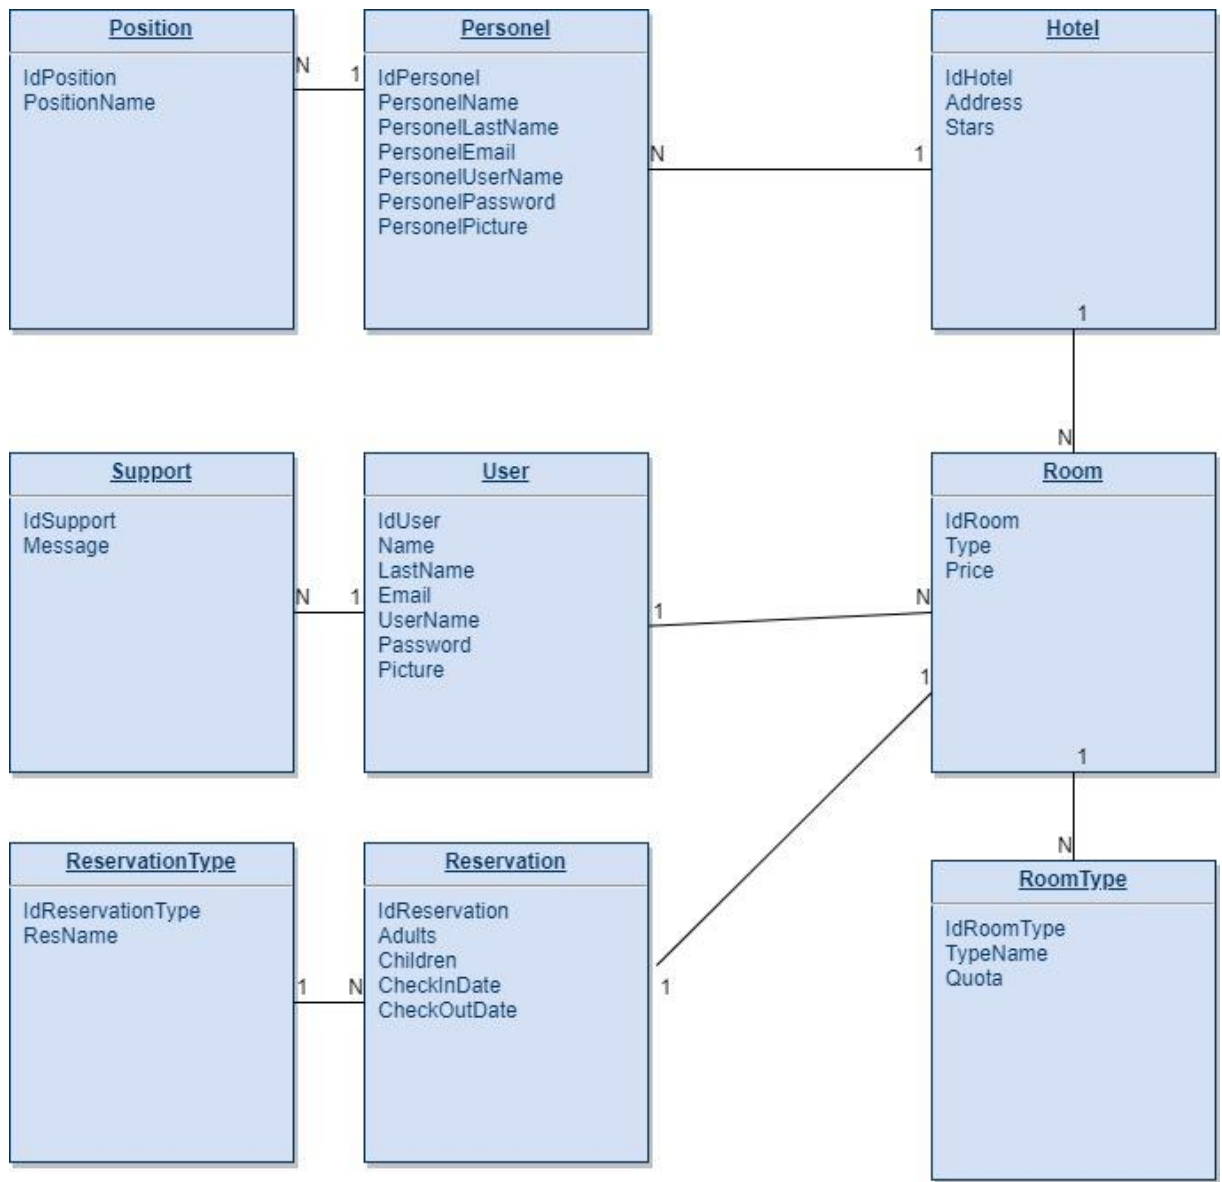 Position
IdPosition
PositionName
N
1
Personel
IdPersonel
PersonelName
PersonelLastName
PersonelEmail
PersonelUserName
PersonelPassword
PersonelPicture
N
1
Hotel
IdHotel
Address
Stars
1
N
Support
IdSupport
Message
N
1
User
IdUser
Name
LastName
Email
UserName
Password
Picture
1
N
Room
IdRoom
Type
Price
1
1
N
ReservationType
IdReservationType
ResName
1
N
Reservation
IdReservation
Adults
Children
CheckInDate
CheckOutDate
1
RoomType
IdRoomType
TypeName
Quota